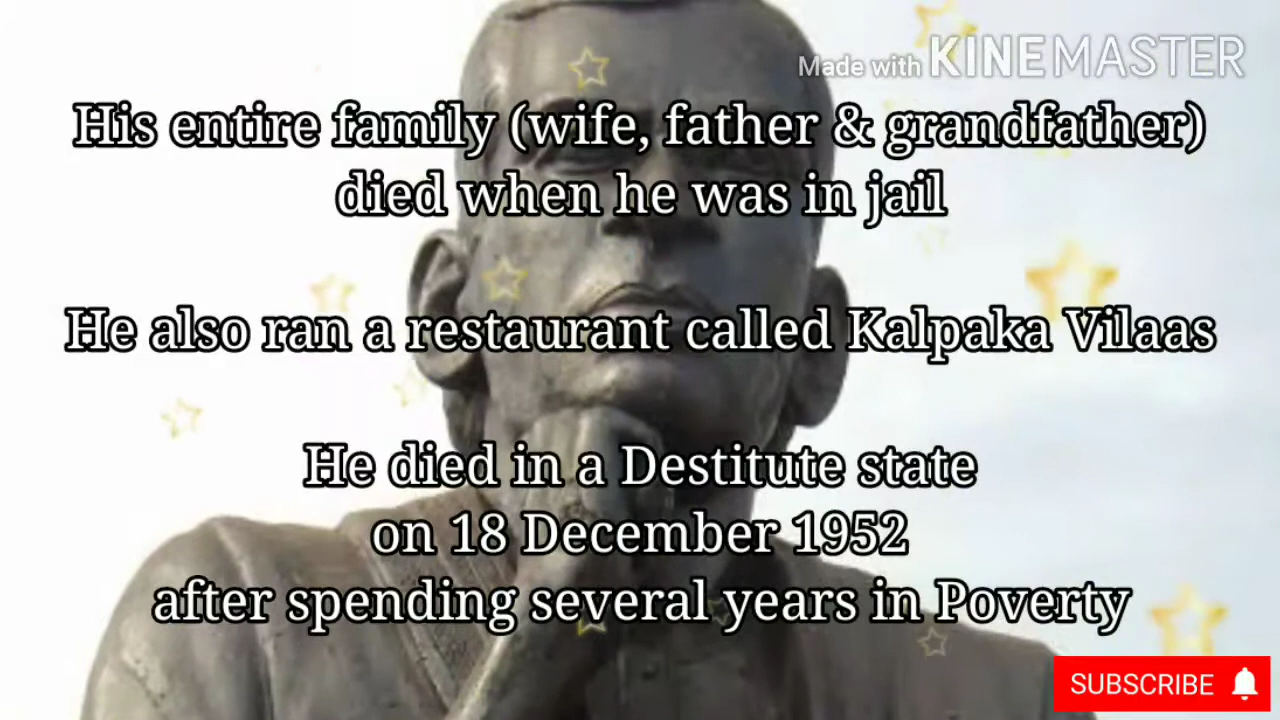 Made with KINEMASTER
His entire family (wife, father & grandfather)
died when he was in jail
He also ran a restaurant called Kalpaka Vilaas
He died in a Destitute state
on 18 December 1952
after spending several years in Poverty
SUBSCRIBE